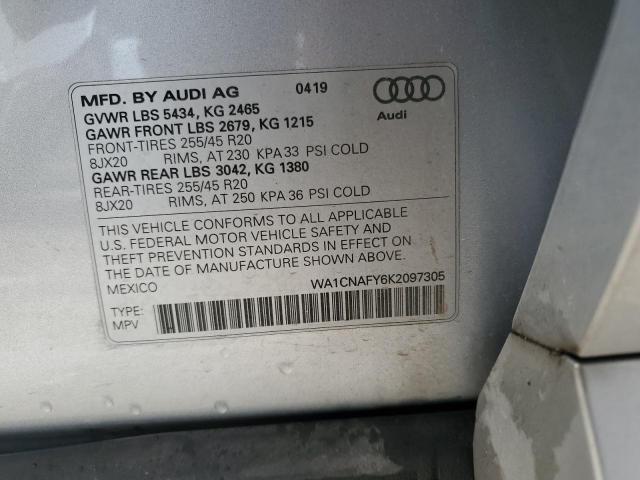 MFD. BY AUDI AG 0419
Audi
GVWR LBS 5434, KG 2465
GAWR FRONT LBS 2679, KG 1215
FRONT-TIRES 255/45 R20
8JX20 RIMS, AT 230 KPA 33 PSI COLD
GAWR REAR LBS 3042, KG 1380
REAR-TIRES 255/45 R20
8JX20 RIMS, AT 250 KPA 36 PSI COLD
THIS VEHICLE CONFORMS TO ALL APPLICABLE
U.S. FEDERAL MOTOR VEHICLE SAFETY AND
THEFT PREVENTION STANDARDS IN EFFECT ON
THE DATE OF MANUFACTURE SHOWN ABOVE.
MEXICO WA1CNAFY6K2097305
TYPE:
MPV